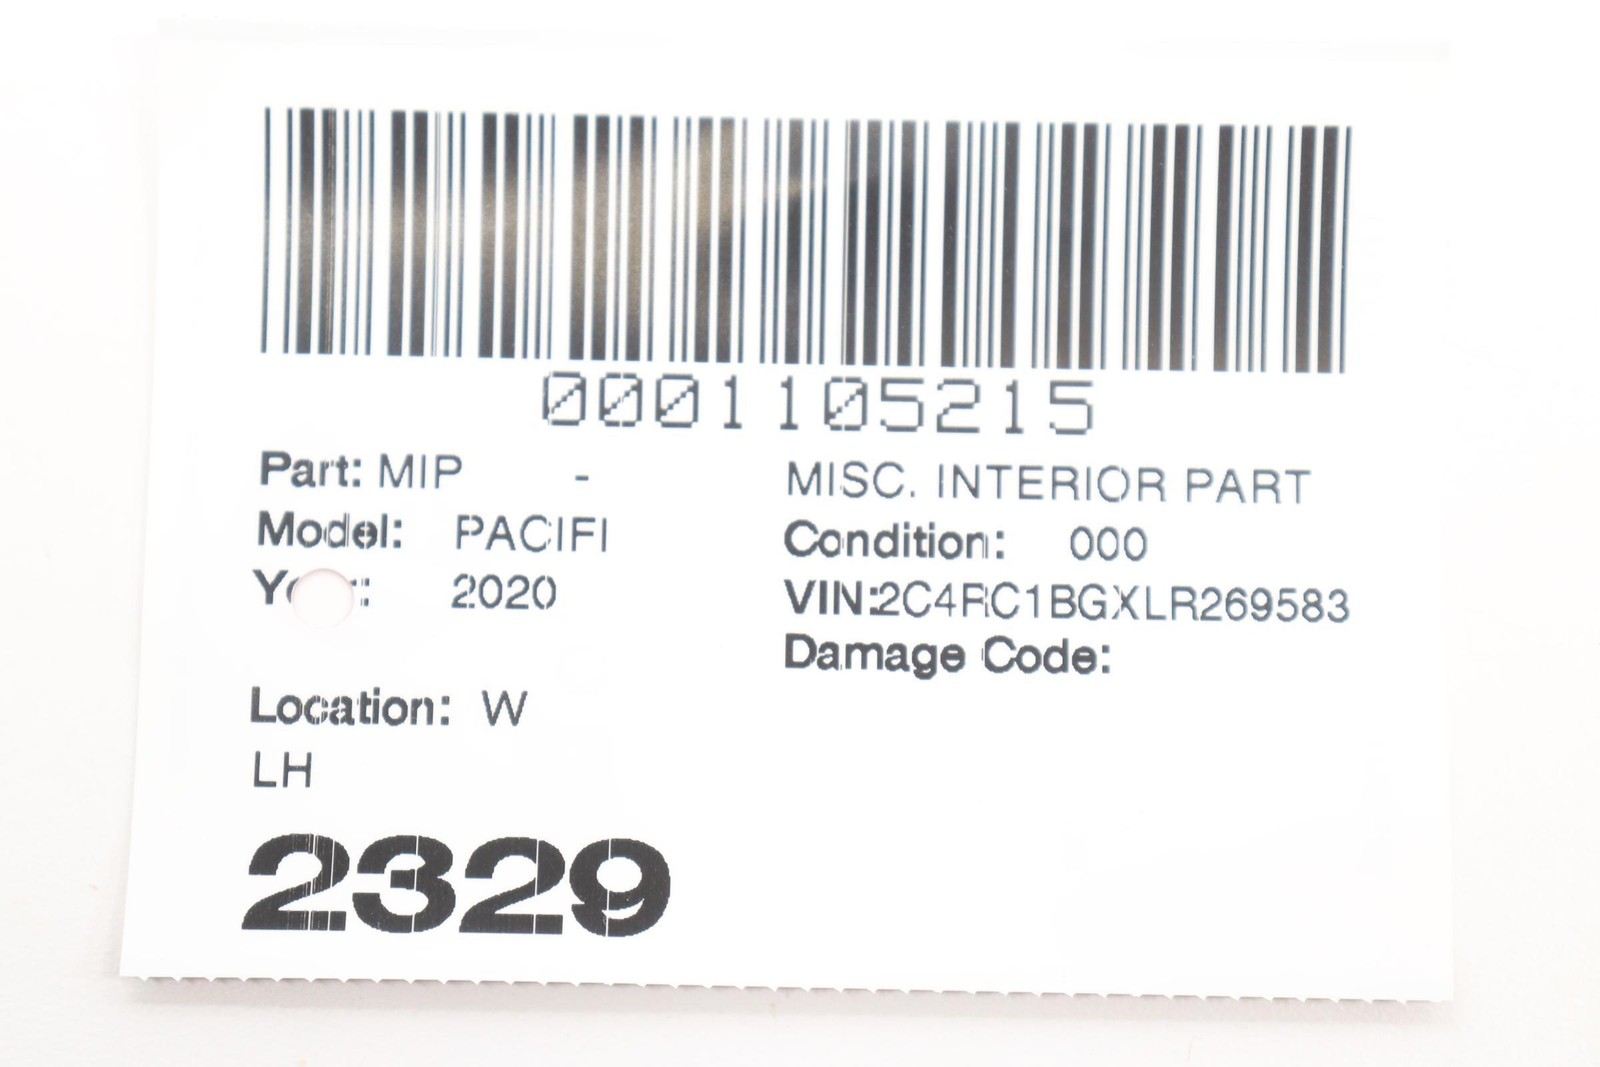 0001105215
Part: MIP - MISC. INTERIOR PART
Model: PACIFI Condition: 000
2020 VIN:2C4RC1BGXLR269583
Damage Code:
Location: W
LH
2329